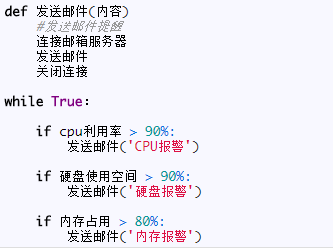 def 发送邮件(内容)
#发送邮件提醒
连接邮箱服务器
发送邮件
关闭连接
while True:
if cpu利用率 > 90%:
发送邮件('CPU报警')
if 硬盘使用空间 > 90%:
发送邮件('硬盘报警')
if 内存占用 > 80%:
发送邮件('内存报警')